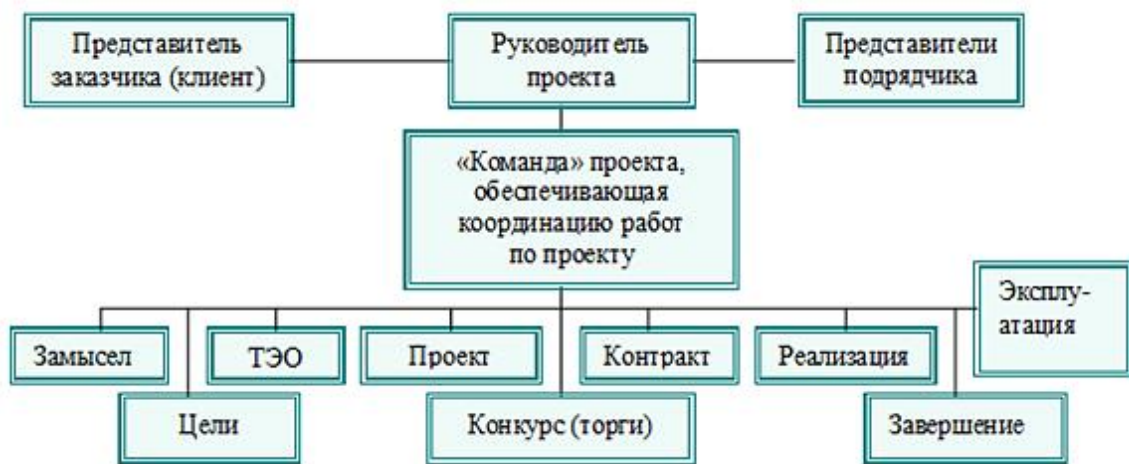 Представитель
заказчика (клиент)
Руководитель
проекта
Представители
подрядчика
«Команда» проекта,
обеспечивающая
координацию работ
по проекту
Эксплу-
атация
Замысел
ТЭО
Проект
Контракт
Реализация
Цели
Конкурс (торги)
Завершение